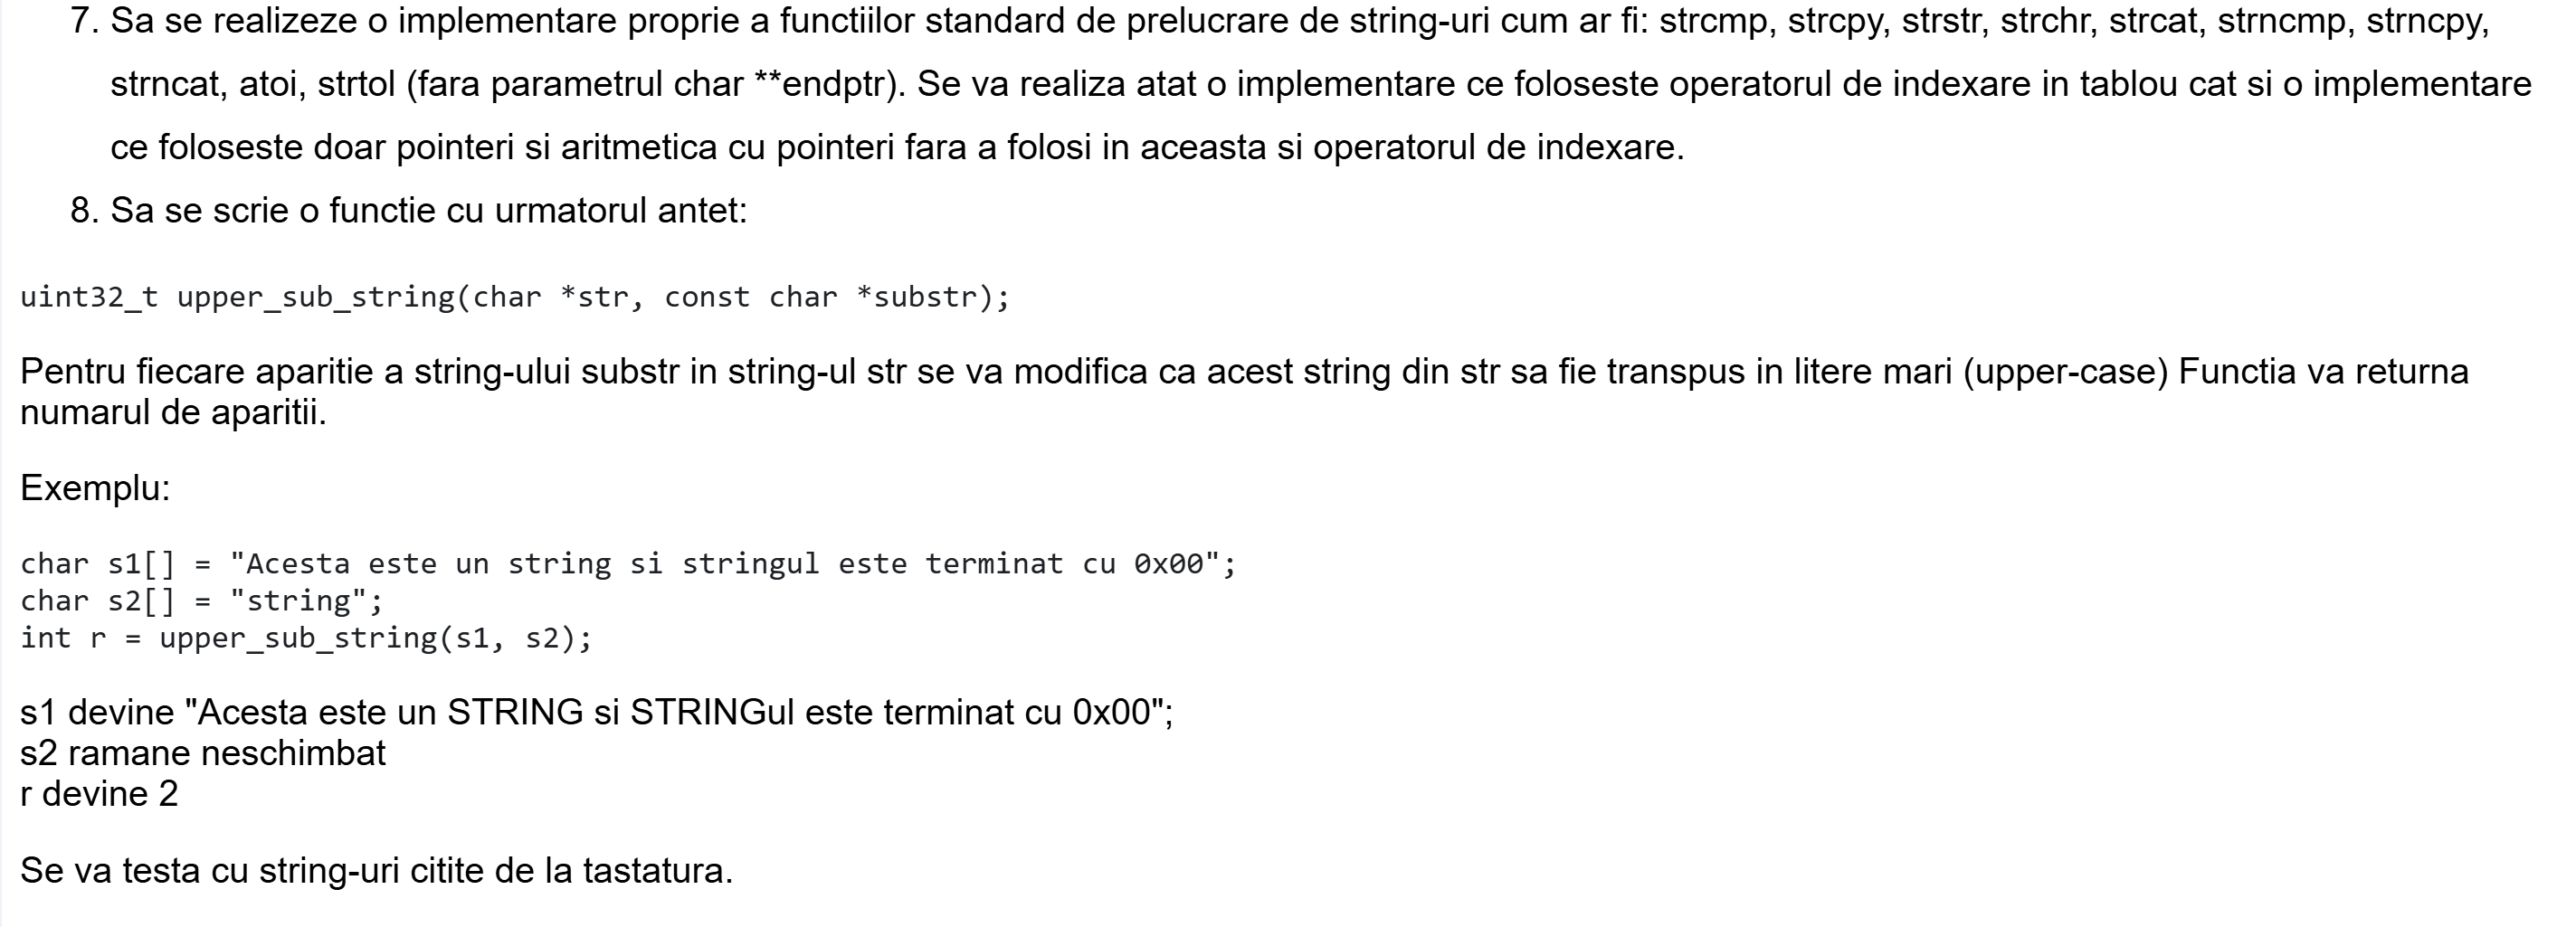 7. Sa se realizeze o implementare proprie a functiilor standard de prelucrare de string-uri cum ar fi: strcmp, strcpy, strstr, strchr, strcat, strncmp, strncpy,
strncat, atoi, strtol (fara parametrul char **endptr). Se va realiza atat o implementare ce foloseste operatorul de indexare in tablou cat si o implementare
ce foloseste doar pointeri si aritmetica cu pointeri fara a folosi in aceasta si operatorul de indexare.
8. Sa se scrie o functie cu urmatorul antet:
uint32_t upper_sub_string(char *str, const char *substr);
Pentru fiecare aparitie a string-ului substr in string-ul str se va modifica ca acest string din str sa fie transpus in litere mari (upper-case) Functia va returna
numarul de aparitii.
Exemplu:
char s1[] = "Acesta este un string si stringul este terminat cu 0x00";
char s2[] = "string";
int r = upper_sub_string(s1, s2);
s1 devine "Acesta este un STRING si STRINGul este terminat cu 0x00";
s2 ramane neschimbat
r devine 2
Se va testa cu string-uri citite de la tastatura.